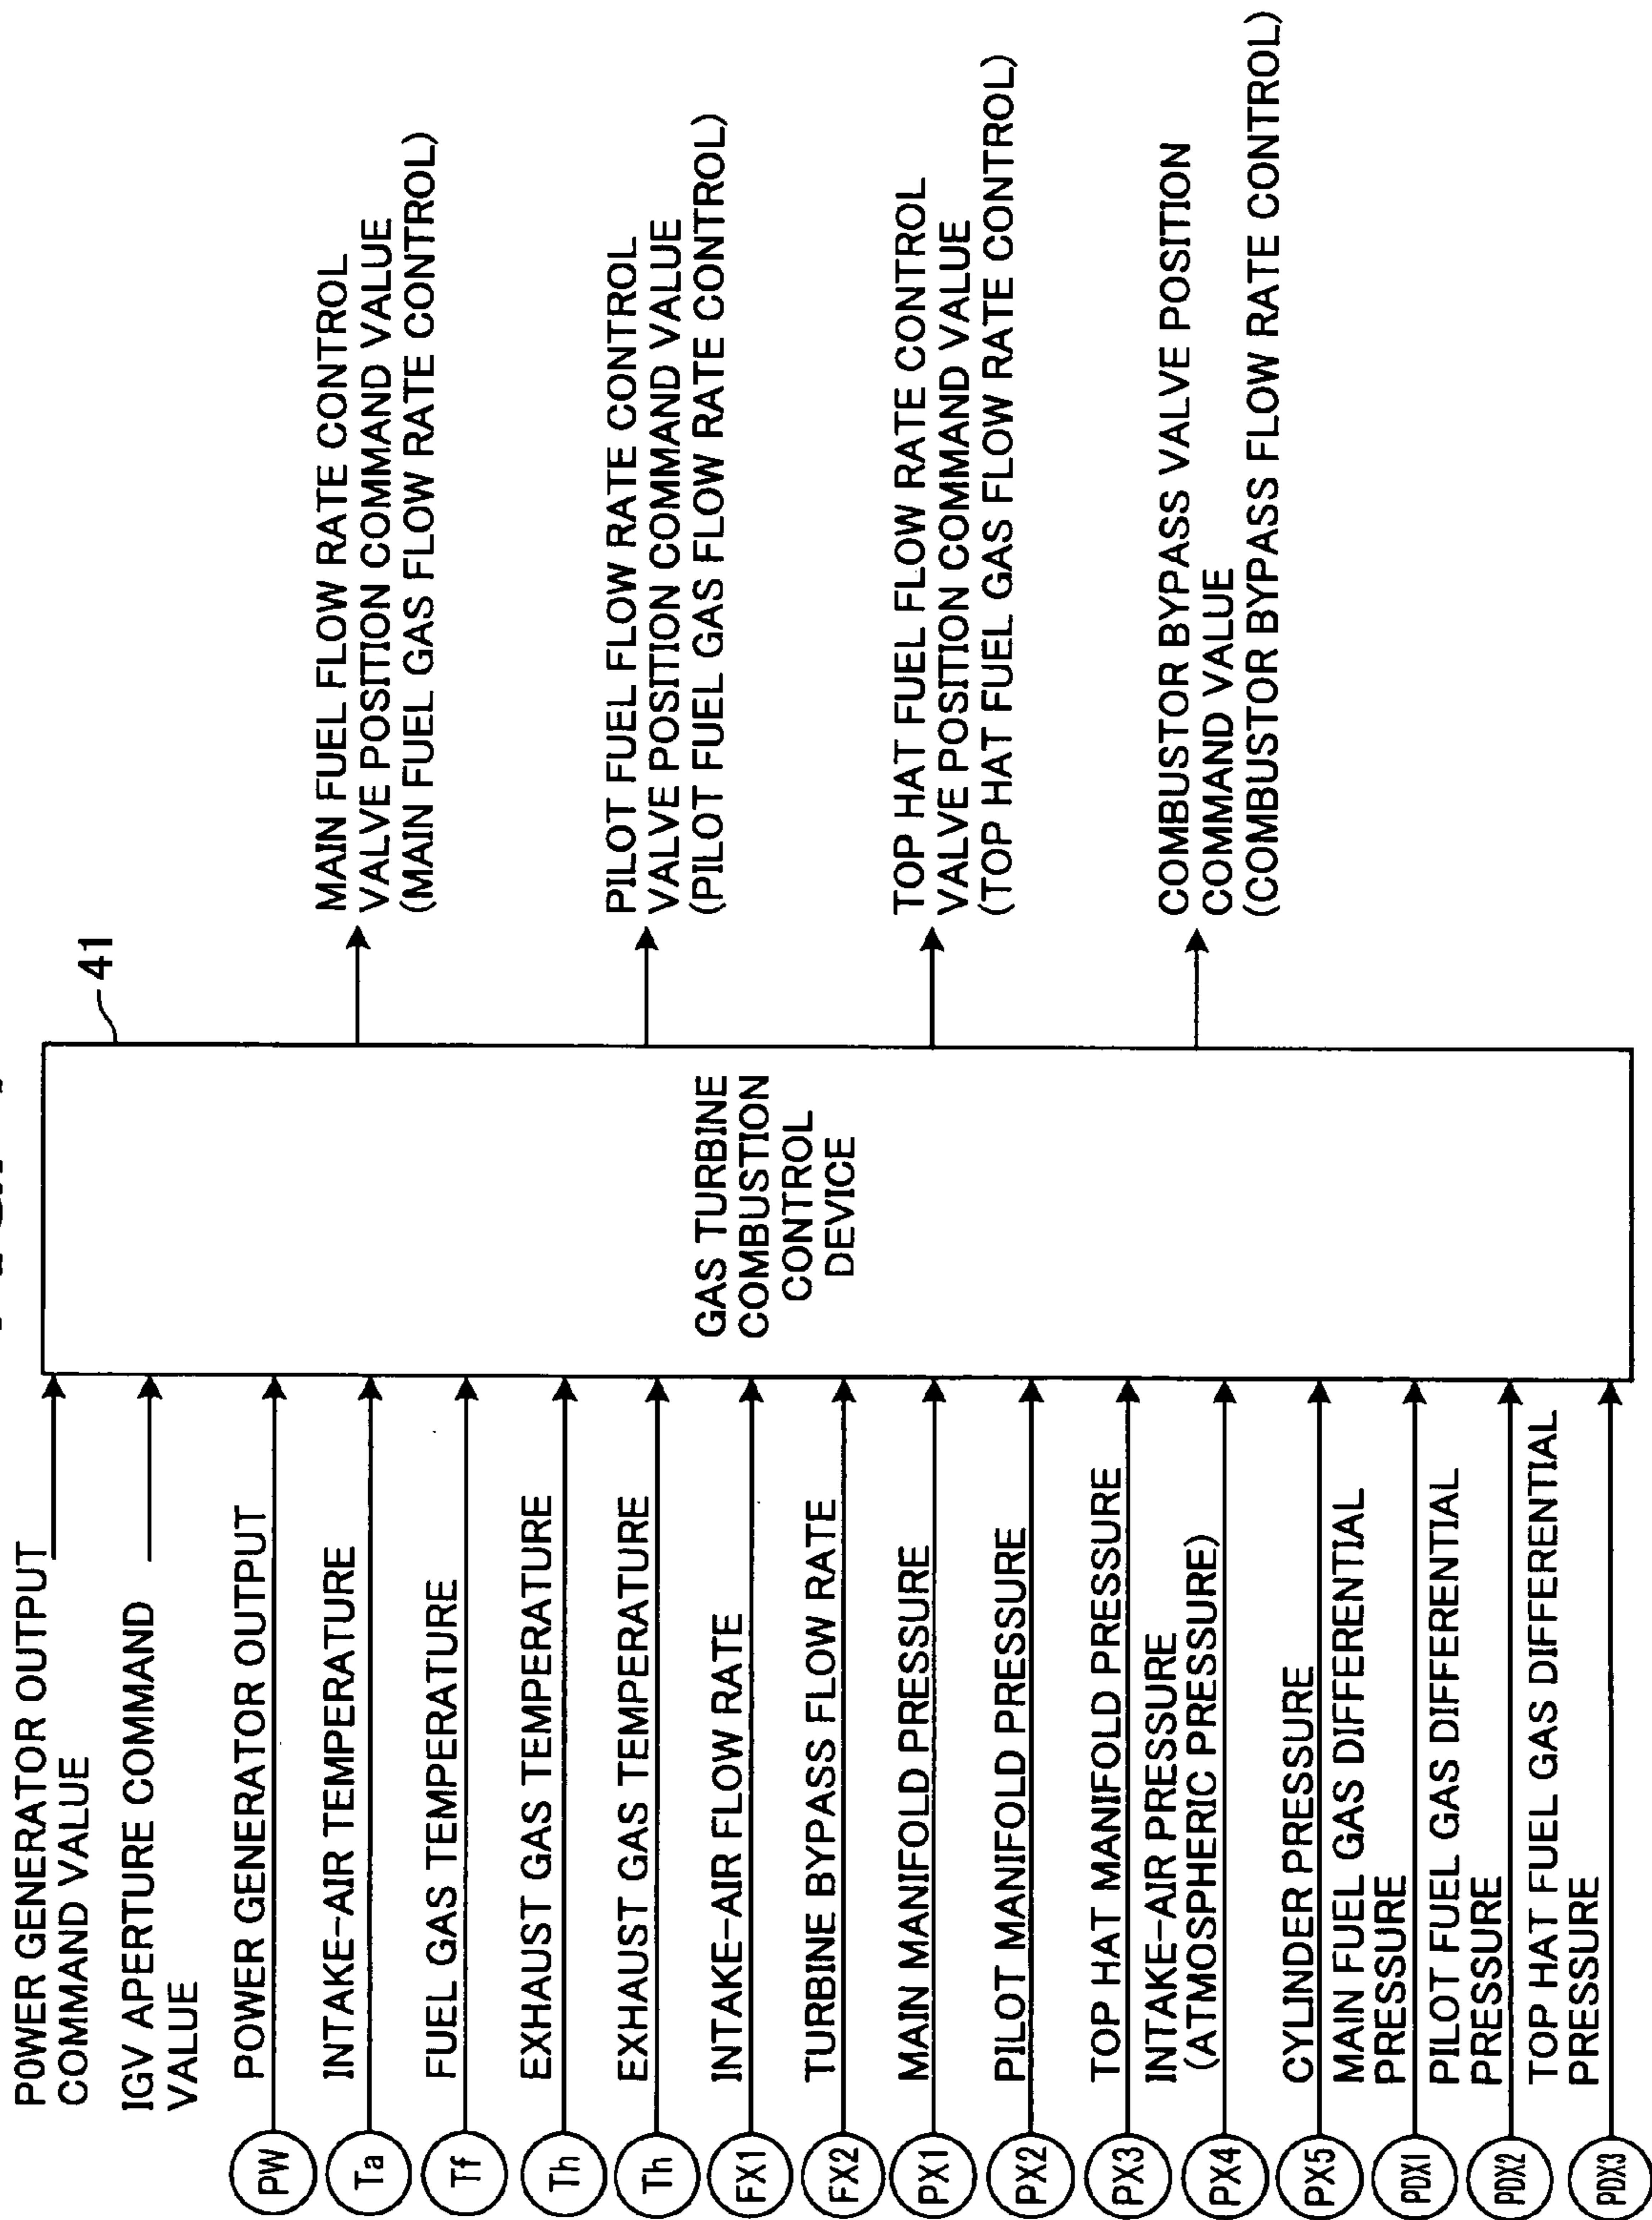 POWER GENERATOR OUTPUT
COMMAND VALUE
IGV APERTURE COMMAND
VALUE
PW
POWER GENERATOR OUTPUT
Ta
INTAKE-AIR TEMPERATURE
Tf
FUEL GAS TEMPERATURE
Th
EXHAUST GAS TEMPERATURE
Th
EXHAUST GAS TEMPERATURE
FX1
INTAKE-AIR FLOW RATE
FX2
TURBINE BYPASS FLOW RATE
PX1
MAIN MANIFOLD PRESSURE
PX2
PILOT MANIFOLD PRESSURE
PX3
TOP HAT MANIFOLD PRESSURE
PX4
INTAKE-AIR PRESSURE
(ATMOSPHERIC PRESSURE)
PX5
CYLINDER PRESSURE
PDX1
MAIN FUEL GAS DIFFERENTIAL
PRESSURE
PDX2
PILOT FUEL GAS DIFFERENTIAL
PRESSURE
PDX3
TOP HAT FUEL GAS DIFFERENTIAL
PRESSURE
41
GAS TURBINE
COMBUSTION
CONTROL
DEVICE
MAIN FUEL FLOW RATE CONTROL
VALVE POSITION COMMAND VALUE
(MAIN FUEL GAS FLOW RATE CONTROL)
PILOT FUEL FLOW RATE CONTROL
VALVE POSITION COMMAND VALUE
(PILOT FUEL GAS FLOW RATE CONTROL)
TOP HAT FUEL FLOW RATE CONTROL
VALVE POSITION COMMAND VALUE
(TOP HAT FUEL GAS FLOW RATE CONTROL)
COMBUSTOR BYPASS VALVE POSITION
COMMAND VALUE
(COMBUSTOR BYPASS FLOW RATE CONTROL)